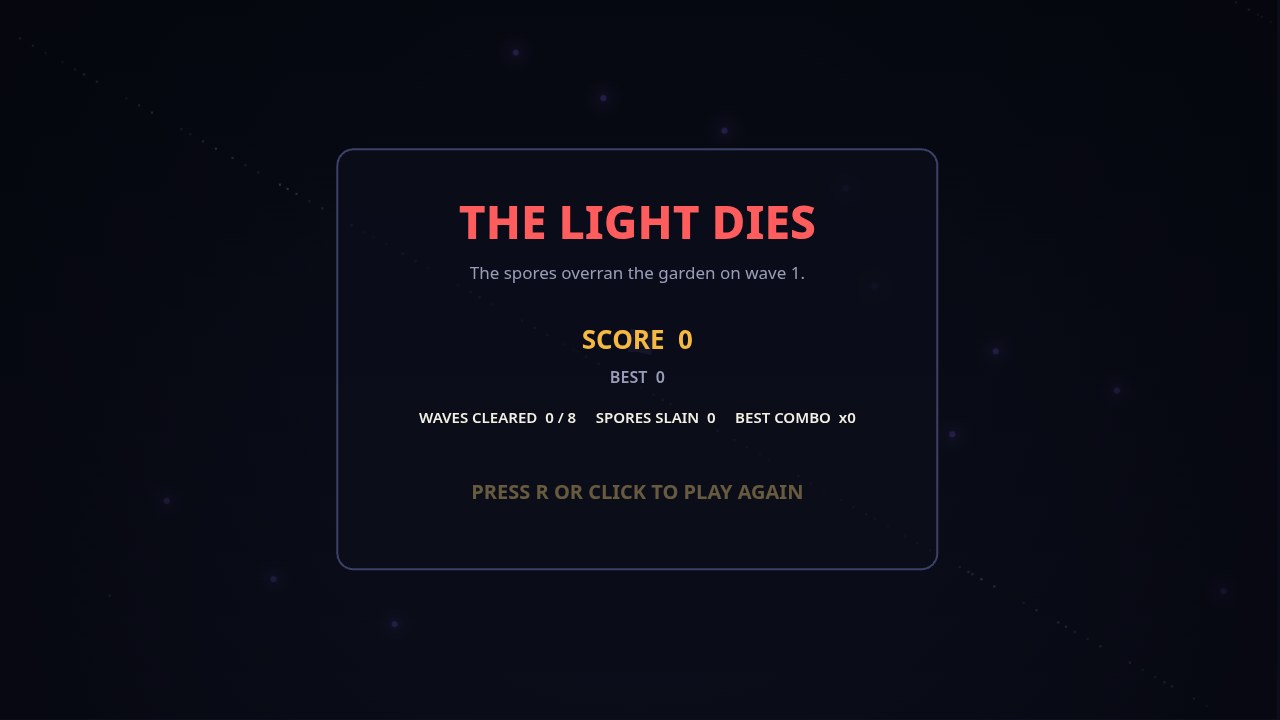 THE LIGHT DIES
The spores overran the garden on wave 1.
SCORE 0
BEST 0
WAVES CLEARED 0 / 8 SPORES SLAIN 0 BEST COMBO x0
PRESS R OR CLICK TO PLAY AGAIN